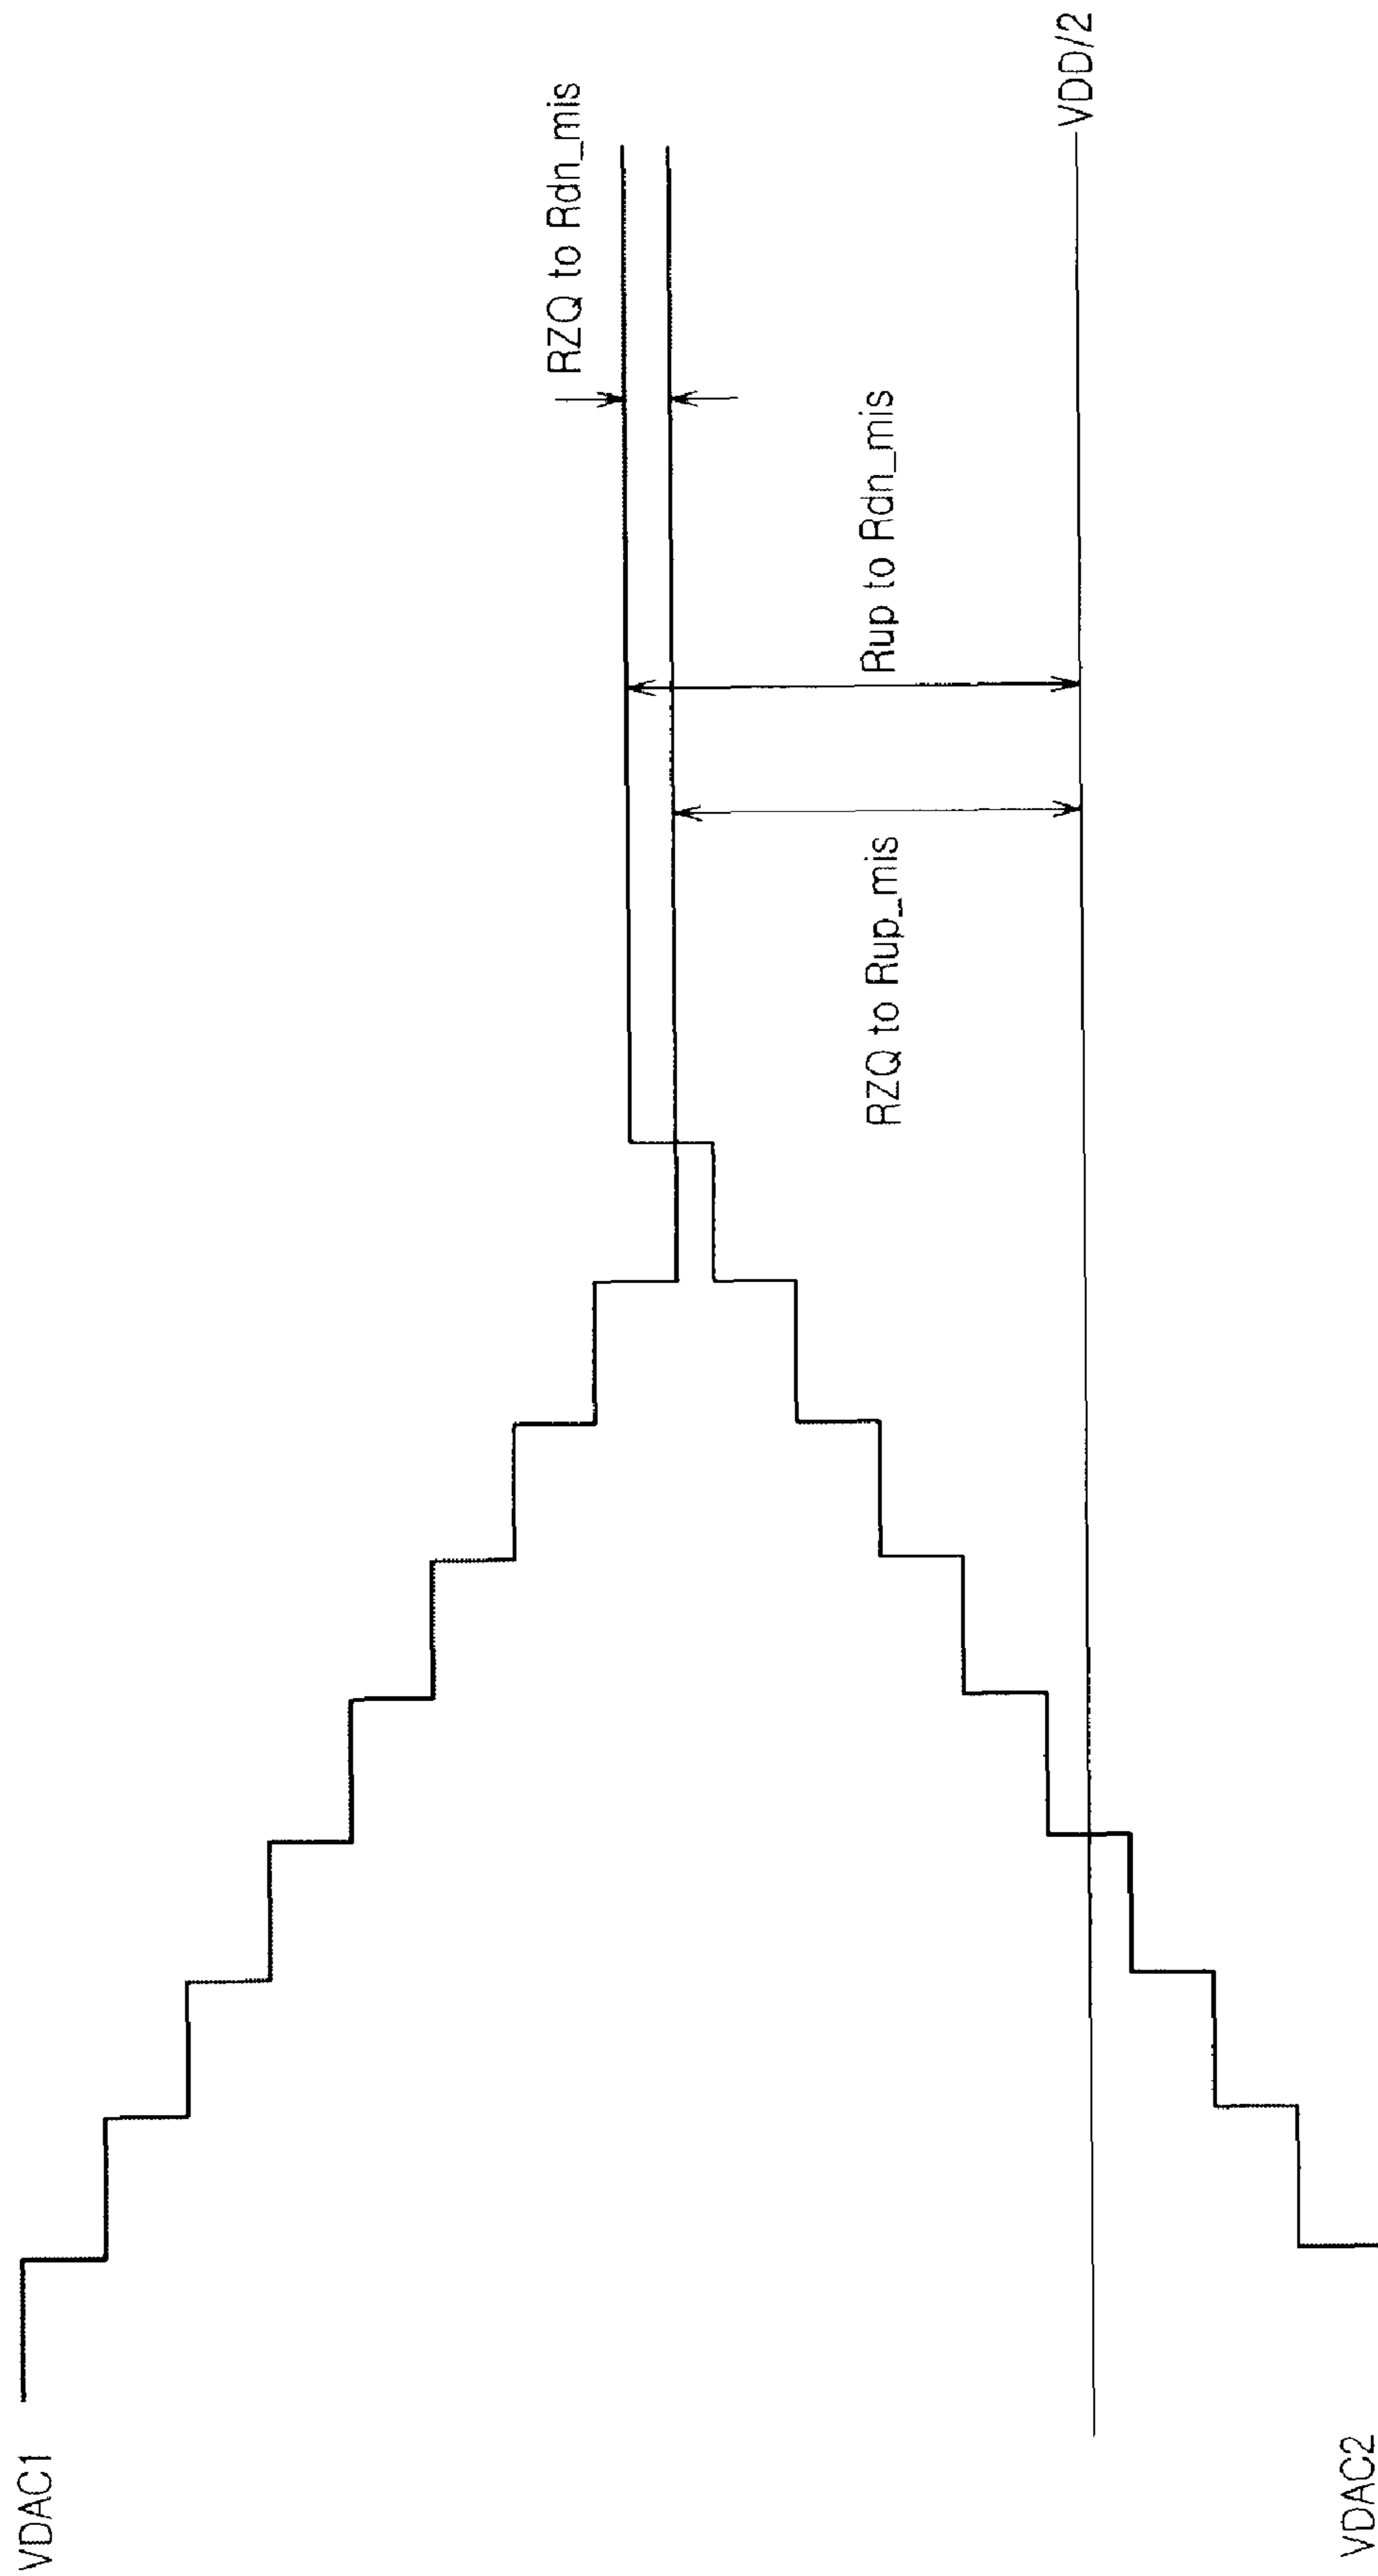 VDAC1
RZQ to Rdn_mis
Rup to Rdn_mis
RZQ to Rup_mis
VDD/2
VDAC2